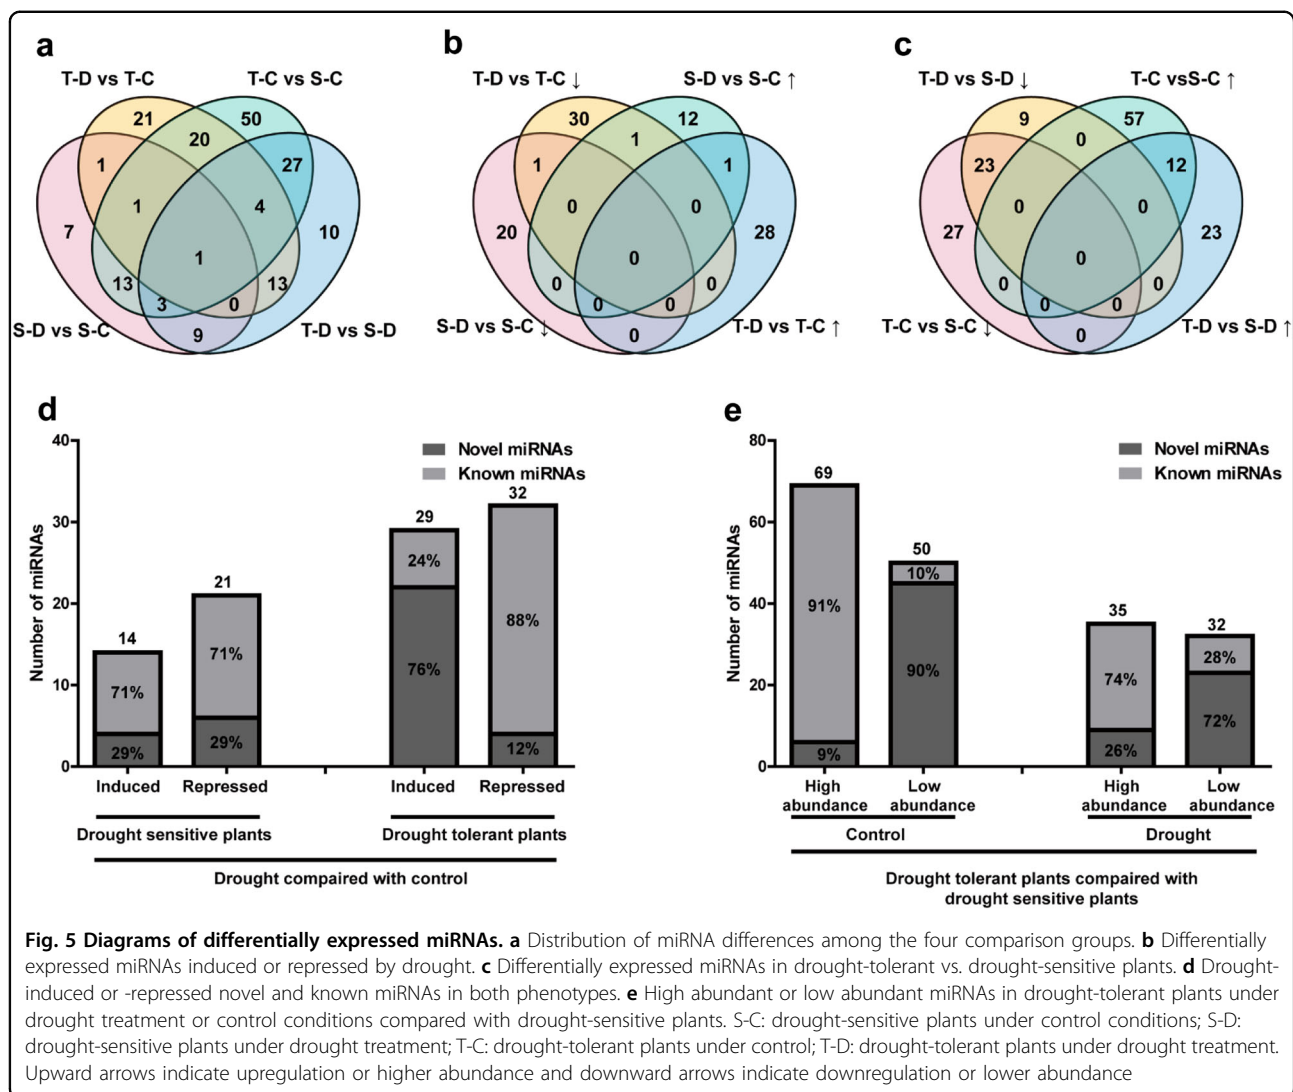 a
T-D vs T-C
T-C vs S-C
21
50
20
1
27
1
4
7
10
1
13
13
3
0
9
S-D vs S-C
T-D vs S-D
b
T-D vs T-C ↓
S-D vs S-C ↑
30
12
1
1
1
0
0
20
28
0
0
0
0
0
0
S-D vs S-C ↓
T-D vs T-C ↑
c
T-D vs S-D ↓
T-C vsS-C ↑
9
57
0
23
12
0
0
27
23
0
0
0
0
0
0
T-C vs S-C ↓
T-D vs S-D ↑
d
Number of miRNAs
40
30
20
10
0
Novel miRNAs
Known miRNAs
14
71%
29%
21
71%
29%
29
24%
76%
32
88%
12%
Induced
Repressed
Induced
Repressed
Drought sensitive plants
Drought tolerant plants
Drought compaired with control
e
Number of miRNAs
80
60
40
20
0
Novel miRNAs
Known miRNAs
69
91%
9%
50
10%
90%
35
74%
26%
32
28%
72%
High
abundance
Low
abundance
High
abundance
Low
abundance
Control
Drought
Drought tolerant plants compaired with
drought sensitive plants
Fig. 5 Diagrams of differentially expressed miRNAs. a Distribution of miRNA differences among the four comparison groups. b Differentially
expressed miRNAs induced or repressed by drought. c Differentially expressed miRNAs in drought-tolerant vs. drought-sensitive plants. d Drought-
induced or -repressed novel and known miRNAs in both phenotypes. e High abundant or low abundant miRNAs in drought-tolerant plants under
drought treatment or control conditions compared with drought-sensitive plants. S-C: drought-sensitive plants under control conditions; S-D:
drought-sensitive plants under drought treatment; T-C: drought-tolerant plants under control; T-D: drought-tolerant plants under drought treatment.
Upward arrows indicate upregulation or higher abundance and downward arrows indicate downregulation or lower abundance